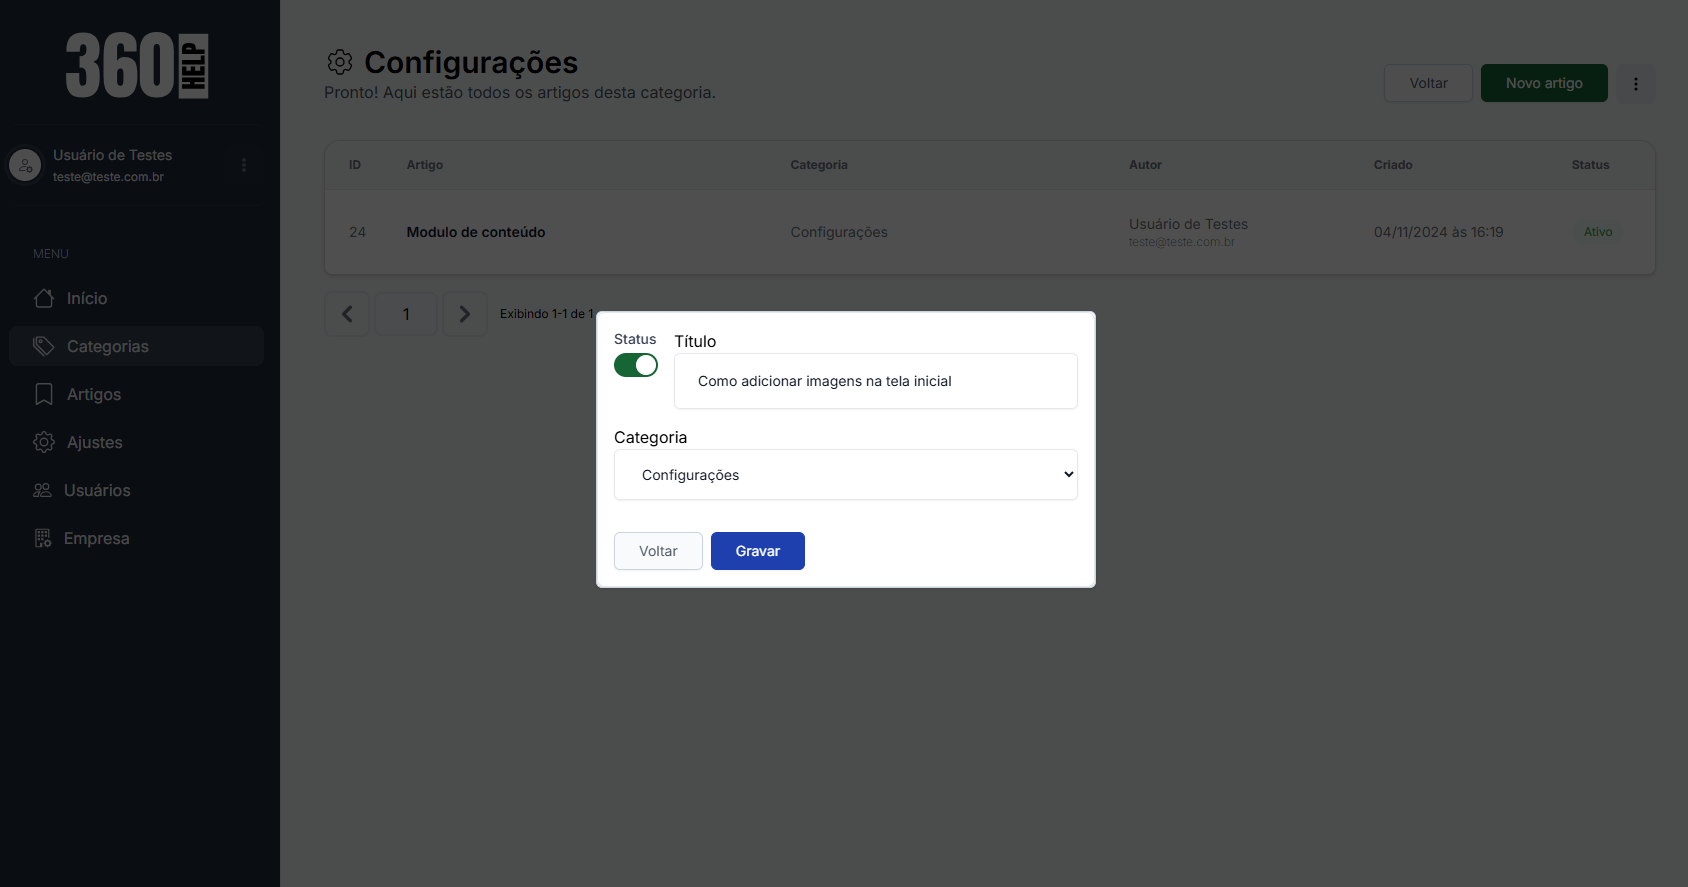 360 HELP
Usuário de Testes
teste@teste.com.br
MENU
Início
Categorias
Artigos
Ajustes
Usuários
Empresa
Configurações
Pronto! Aqui estão todos os artigos desta categoria.
Voltar
Novo artigo
ID Artigo Categoria Autor Criado Status
24 Modulo de conteúdo Configurações Usuário de Testes 04/11/2024 às 16:19 Ativo
teste@teste.com.br
1 Exibindo 1-1 de 1
Status
Título
Como adicionar imagens na tela inicial
Categoria
Configurações
Voltar
Gravar